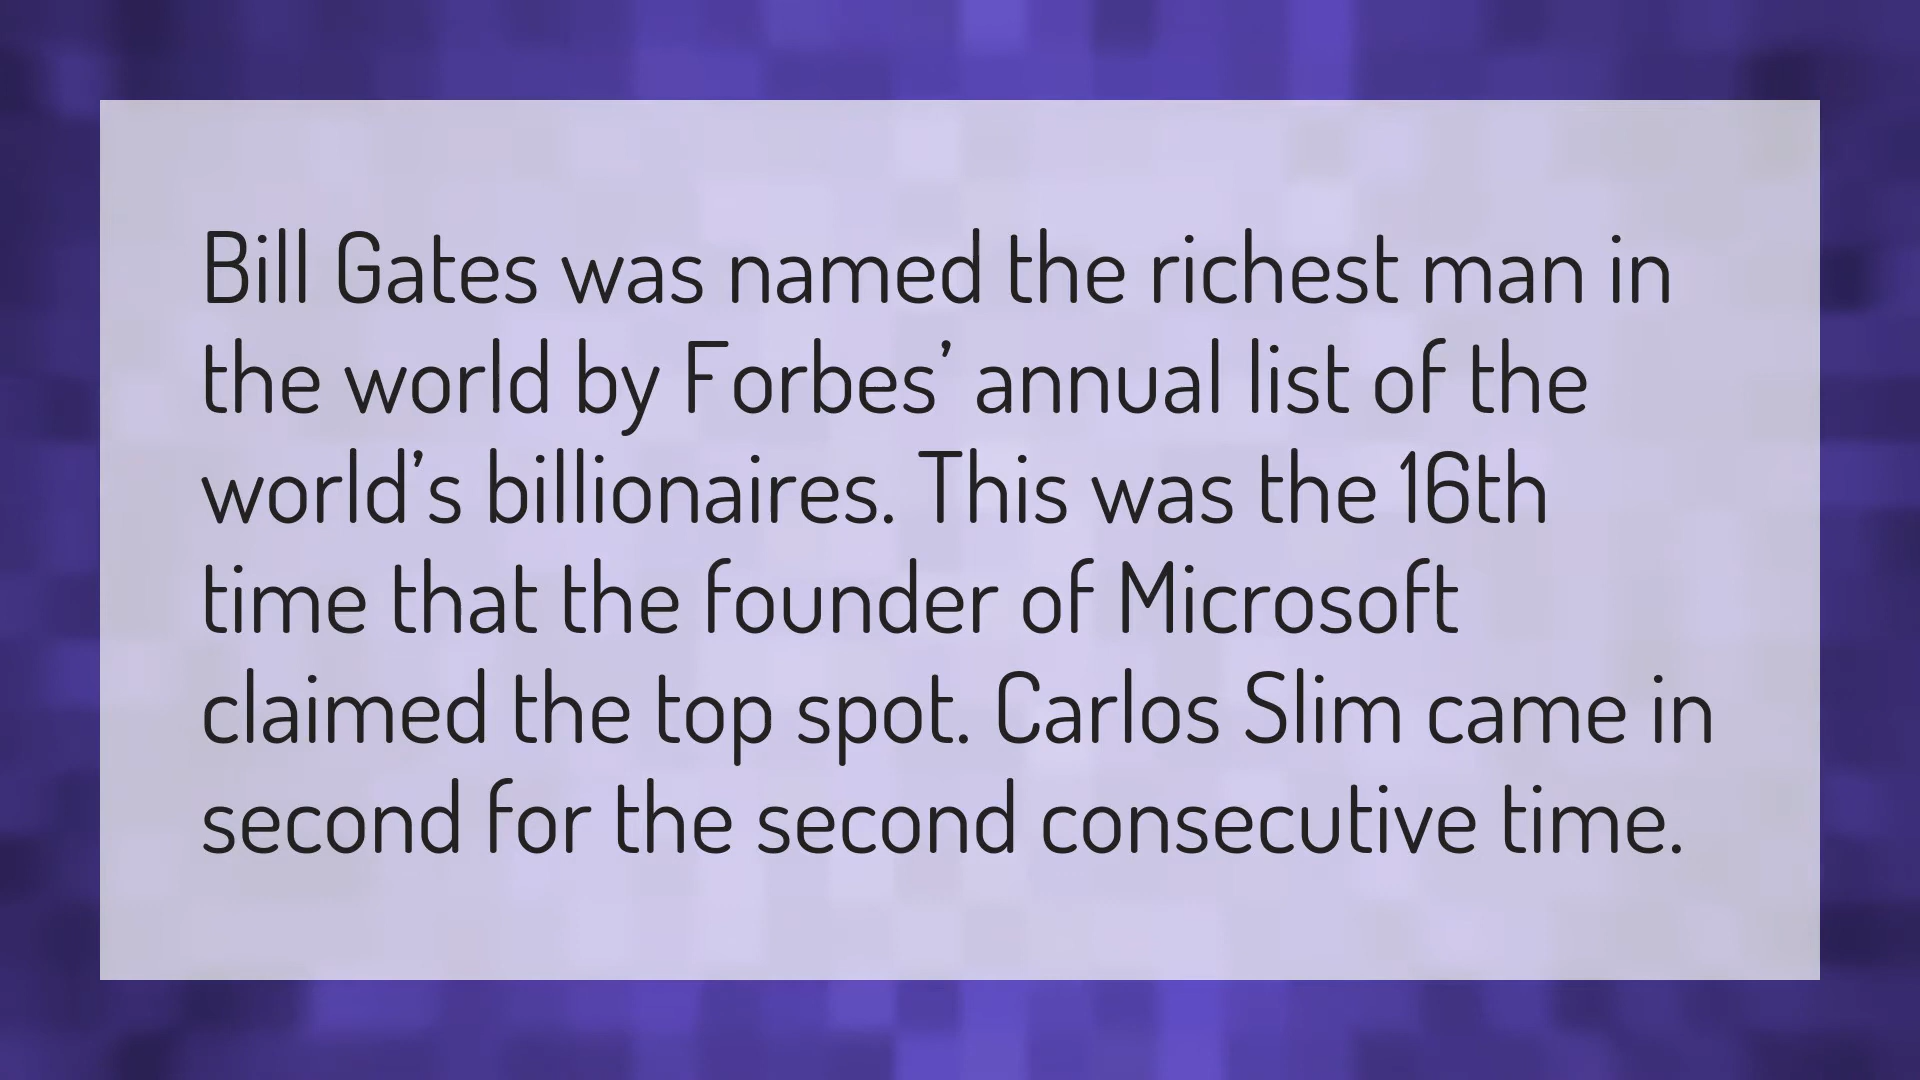 Bill Gates was named the richest man in
the world by Forbes’ annual list of the
world’s billionaires. This was the 16th
time that the founder of Microsoft
claimed the top spot. Carlos Slim came in
second for the second consecutive time.